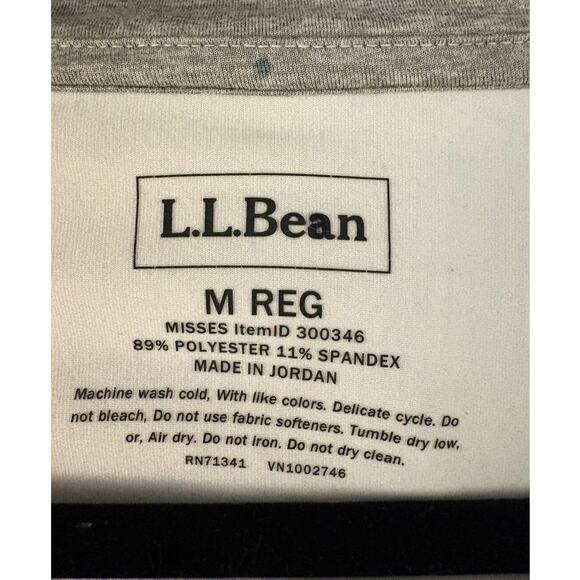 L.L.Bean
M REG
MISSES ItemID 300346
89% POLYESTER 11% SPANDEX
MADE IN JORDAN
Machine wash cold, With like colors. Delicate cycle. Do
not bleach, Do not use fabric softeners. Tumble dry low,
or, Air dry. Do not iron. Do not dry clean.
RN71341 VN1002746